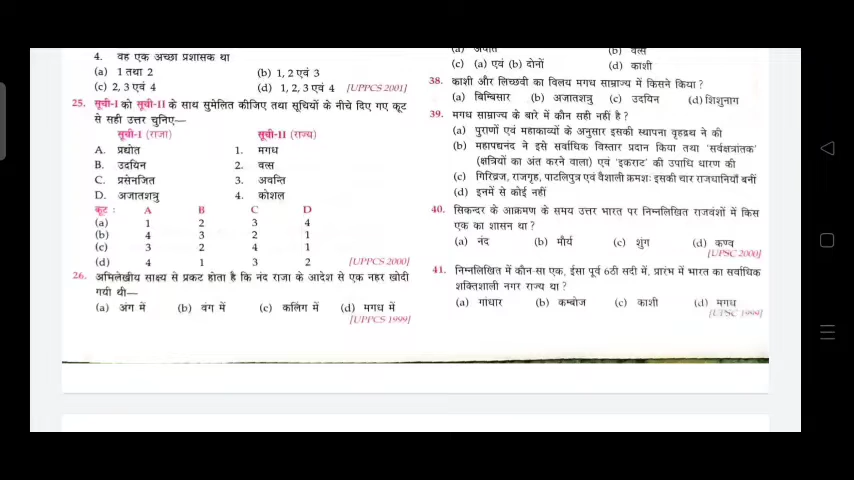 4. वह एक अच्छा प्रशासक था
(a) 1 तथा 2 (b) 1, 2 एवं 3
(c) 2, 3 एवं 4 (d) 1, 2, 3 एवं 4 [UPPCS 2001]
25. सूची-I को सूची-II के साथ सुमेलित कीजिए तथा सूचियों के नीचे दिए गए कूट
से सही उत्तर चुनिए—
सूची-I (राजा) सूची-II (राज्य)
A. प्रद्योत 1. मगध
B. उदयिन 2. वत्स
C. प्रसेनजित 3. अवन्ति
D. अजातशत्रु 4. कोशल
कूट : A B C D
(a) 1 2 3 4
(b) 4 3 2 1
(c) 3 2 4 1
(d) 4 1 3 2 [UPPCS 2000]
26. अभिलेखीय साक्ष्य से प्रकट होता है कि नंद राजा के आदेश से एक नहर खोदी
गयी थी—
(a) अंग में (b) वंग में (c) कलिंग में (d) मगध में
[UPPCS 1999]
(a) अवंति (b) वत्स
(c) (a) एवं (b) दोनों (d) काशी
38. काशी और लिच्छवी का विलय मगध साम्राज्य में किसने किया ?
(a) बिम्बिसार (b) अजातशत्रु (c) उदयिन (d) शिशुनाग
39. मगध साम्राज्य के बारे में कौन सही नहीं है ?
(a) पुराणों एवं महाकाव्यों के अनुसार इसकी स्थापना वृहद्रथ ने की
(b) महापद्मनंद ने इसे सर्वाधिक विस्तार प्रदान किया तथा 'सर्वक्षत्रांतक'
(क्षत्रियों का अंत करने वाला) एवं 'इकराट' की उपाधि धारण की
(c) गिरिव्रज, राजगृह, पाटलिपुत्र एवं वैशाली क्रमशः इसकी चार राजधानियाँ बनीं
(d) इनमें से कोई नहीं
40. सिकन्दर के आक्रमण के समय उत्तर भारत पर निम्नलिखित राजवंशों में किस
एक का शासन था ?
(a) नंद (b) मौर्य (c) शुंग (d) कण्व
[UPSC 2000]
41. निम्नलिखित में कौन-सा एक, ईसा पूर्व 6ठी सदी में, प्रारंभ में भारत का सर्वाधिक
शक्तिशाली नगर राज्य था ?
(a) गांधार (b) कम्बोज (c) काशी (d) मगध
[UPSC 1999]